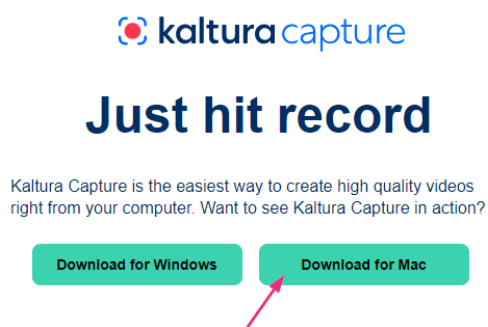 kaltura capture
Just hit record
Kaltura Capture is the easiest way to create high quality videos
right from your computer. Want to see Kaltura Capture in action?
Download for Windows
Download for Mac